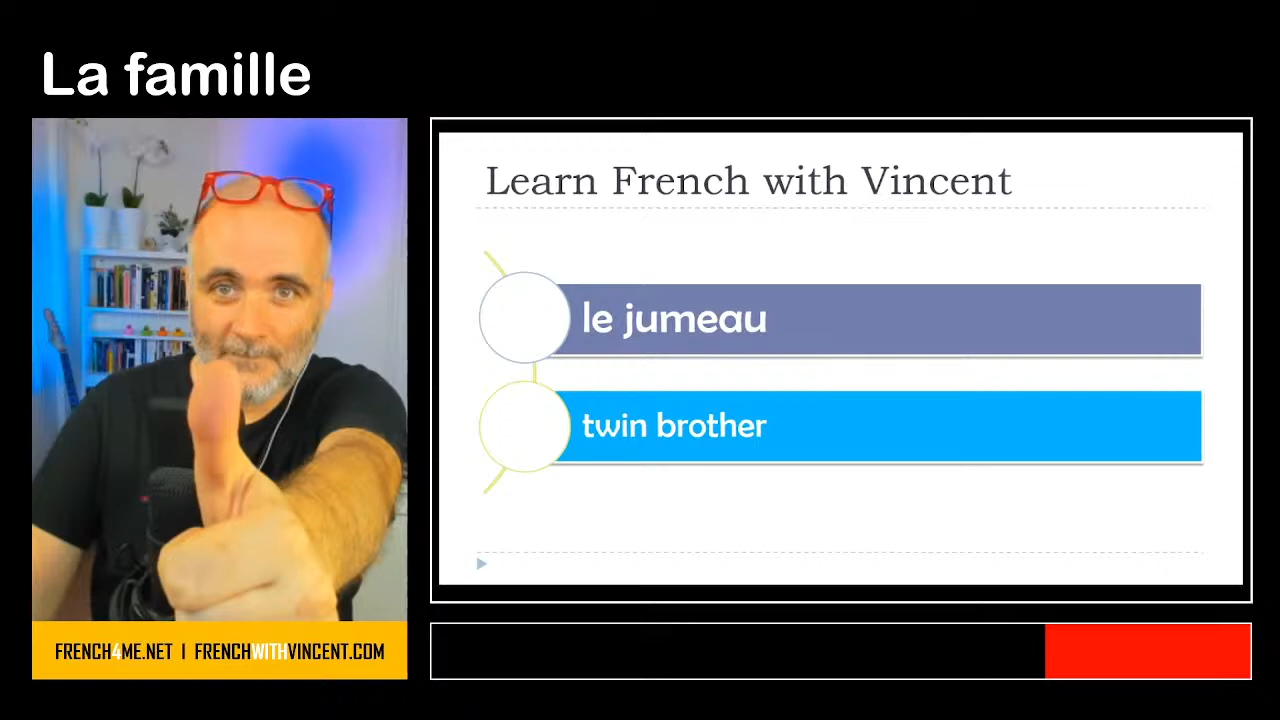 La famille
Learn French with Vincent
le jumeau
twin brother
FRENCH4ME.NET I FRENCHWITHVINCENT.COM